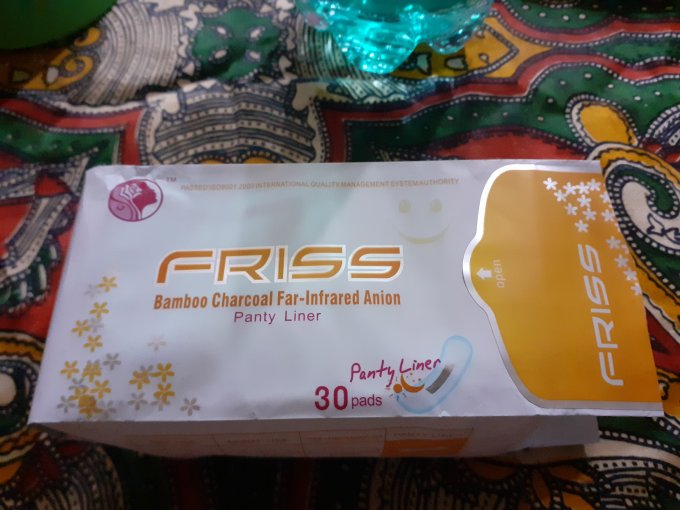 TM
PASSED ISO9001:2000 INTERNATIONAL QUALITY MANAGEMENT SYSTEM AUTHORITY
FRISS
Bamboo Charcoal Far-Infrared Anion
Panty Liner
Panty Liner
30 pads
open
FRISS